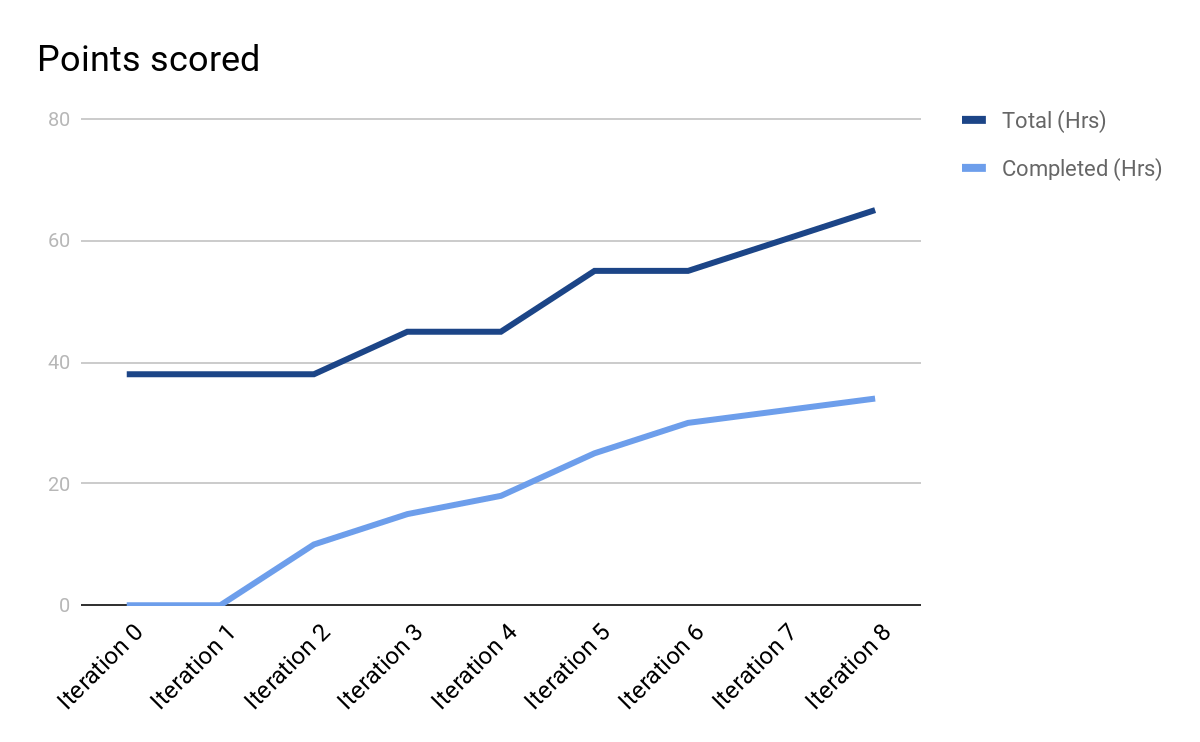 Points scored
80
60
40
20
0
Total (Hrs)
Completed (Hrs)
Iteration 0
Iteration 1
Iteration 2
Iteration 3
Iteration 4
Iteration 5
Iteration 6
Iteration 7
Iteration 8